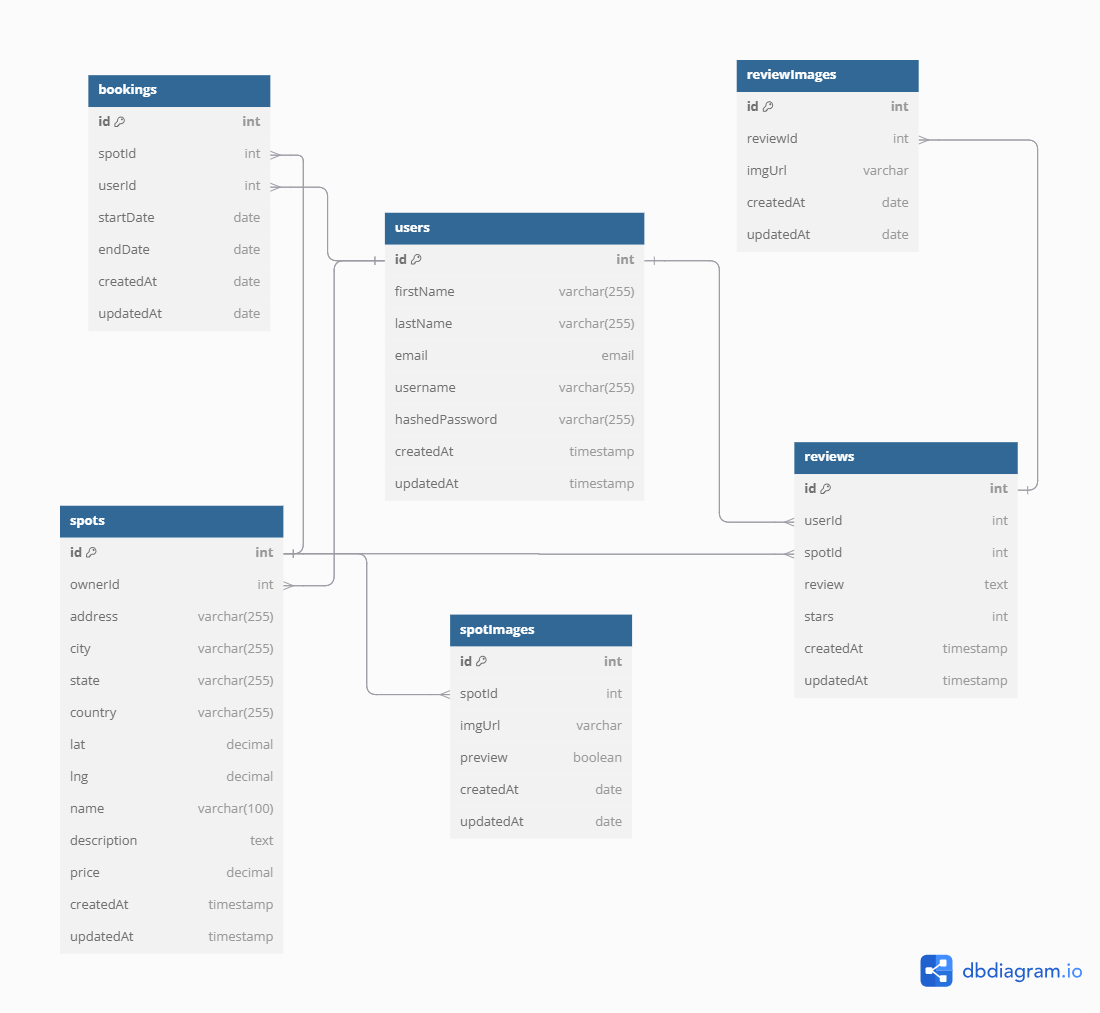 bookings
id int
spotId int
userId int
startDate date
endDate date
createdAt date
updatedAt date
reviewImages
id int
reviewId int
imgUrl varchar
createdAt date
updatedAt date
users
id int
firstName varchar(255)
lastName varchar(255)
email email
username varchar(255)
hashedPassword varchar(255)
createdAt timestamp
updatedAt timestamp
reviews
id int
userId int
spotId int
review text
stars int
createdAt timestamp
updatedAt timestamp
spots
id int
ownerId int
address varchar(255)
city varchar(255)
state varchar(255)
country varchar(255)
lat decimal
lng decimal
name varchar(100)
description text
price decimal
createdAt timestamp
updatedAt timestamp
spotImages
id int
spotId int
imgUrl varchar
preview boolean
createdAt date
updatedAt date
dbdiagram.io